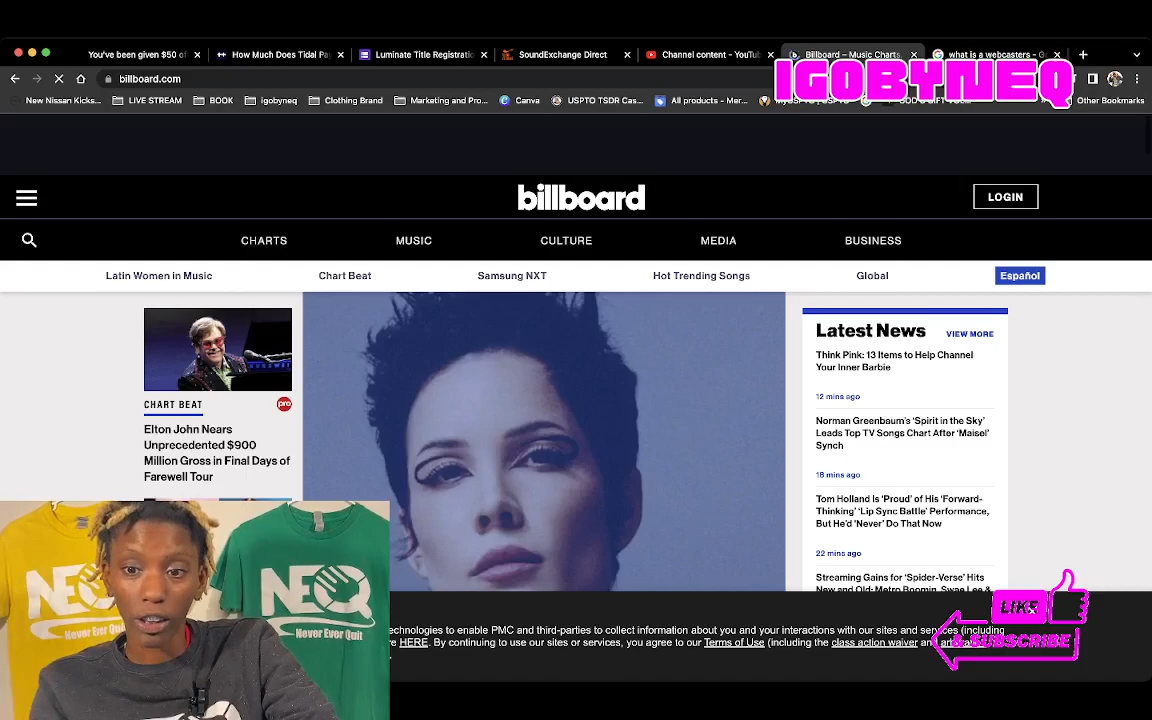 You've been given $50 of
How Much Does Tidal Pay
Luminate Title Registratio
SoundExchange Direct
Channel content - YouTub
Billboard – Music Charts
what is a webcasters - G
billboard.com
IGOBYNEQ
New Nissan Kicks...
LIVE STREAM
BOOK
igobyneq
Clothing Brand
Marketing and Pro...
Canva
USPTO TSDR Cas...
All products - Mer...
Other Bookmarks
billboard
LOGIN
CHARTS
MUSIC
CULTURE
MEDIA
BUSINESS
Latin Women in Music
Chart Beat
Samsung NXT
Hot Trending Songs
Global
Español
CHART BEAT
pro
Elton John Nears
Unprecedented $900
Million Gross in Final Days of
Farewell Tour
Latest News
VIEW MORE
Think Pink: 13 Items to Help Channel
Your Inner Barbie
12 mins ago
Norman Greenbaum's 'Spirit in the Sky'
Leads Top TV Songs Chart After 'Maisel'
Synch
18 mins ago
Tom Holland Is 'Proud' of His 'Forward-
Thinking' 'Lip Sync Battle' Performance,
But He'd 'Never' Do That Now
22 mins ago
Streaming Gains for 'Spider-Verse' Hits
New and Old: Metro Boomin, Swae Lee &
NEQ
Never Ever Quit
NEQ
Never Ever Quit
echnologies to enable PMC and third-parties to collect information about you and your interactions with our sites and services (including
e HERE. By continuing to use our sites or services, you agree to our Terms of Use (including the class action waiver and
LIKE
& SUBSCRIBE